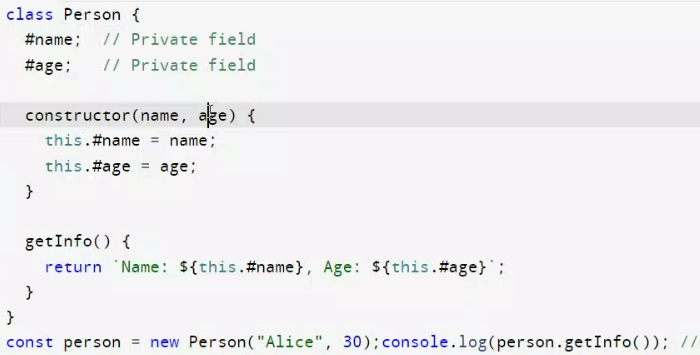 class Person {
  #name;  // Private field
  #age;   // Private field

  constructor(name, age) {
    this.#name = name;
    this.#age = age;
  }

  getInfo() {
    return `Name: ${this.#name}, Age: ${this.#age}`;
  }
}
const person = new Person("Alice", 30);console.log(person.getInfo()); //